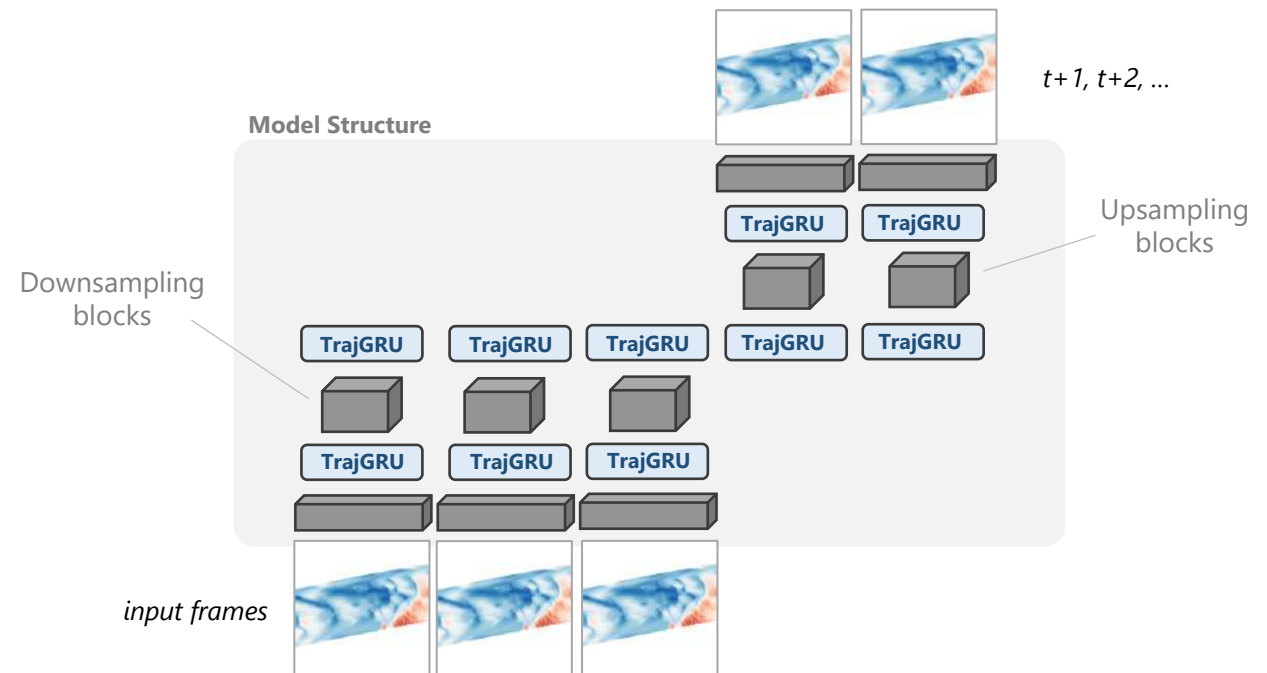 t+1, t+2, ...
Model Structure
TrajGRU TrajGRU
Upsampling
blocks
Downsampling
blocks
TrajGRU TrajGRU TrajGRU TrajGRU TrajGRU
TrajGRU TrajGRU TrajGRU
input frames